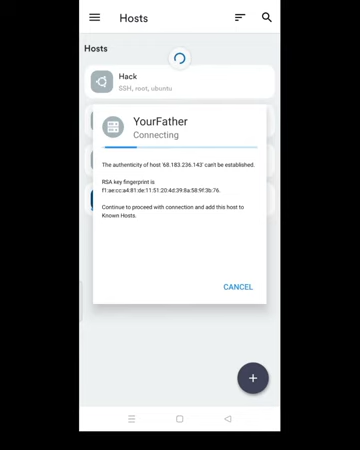 Hosts
Hosts
Hack
SSH, root, ubuntu
YourFather
Connecting
The authenticity of host '68.183.236.143' can't be established.
RSA key fingerprint is
f1:ae:cc:a4:81:de:11:51:20:4d:39:8a:58:9f:3b:76.
Continue to proceed with connection and add this host to
Known Hosts.
CANCEL